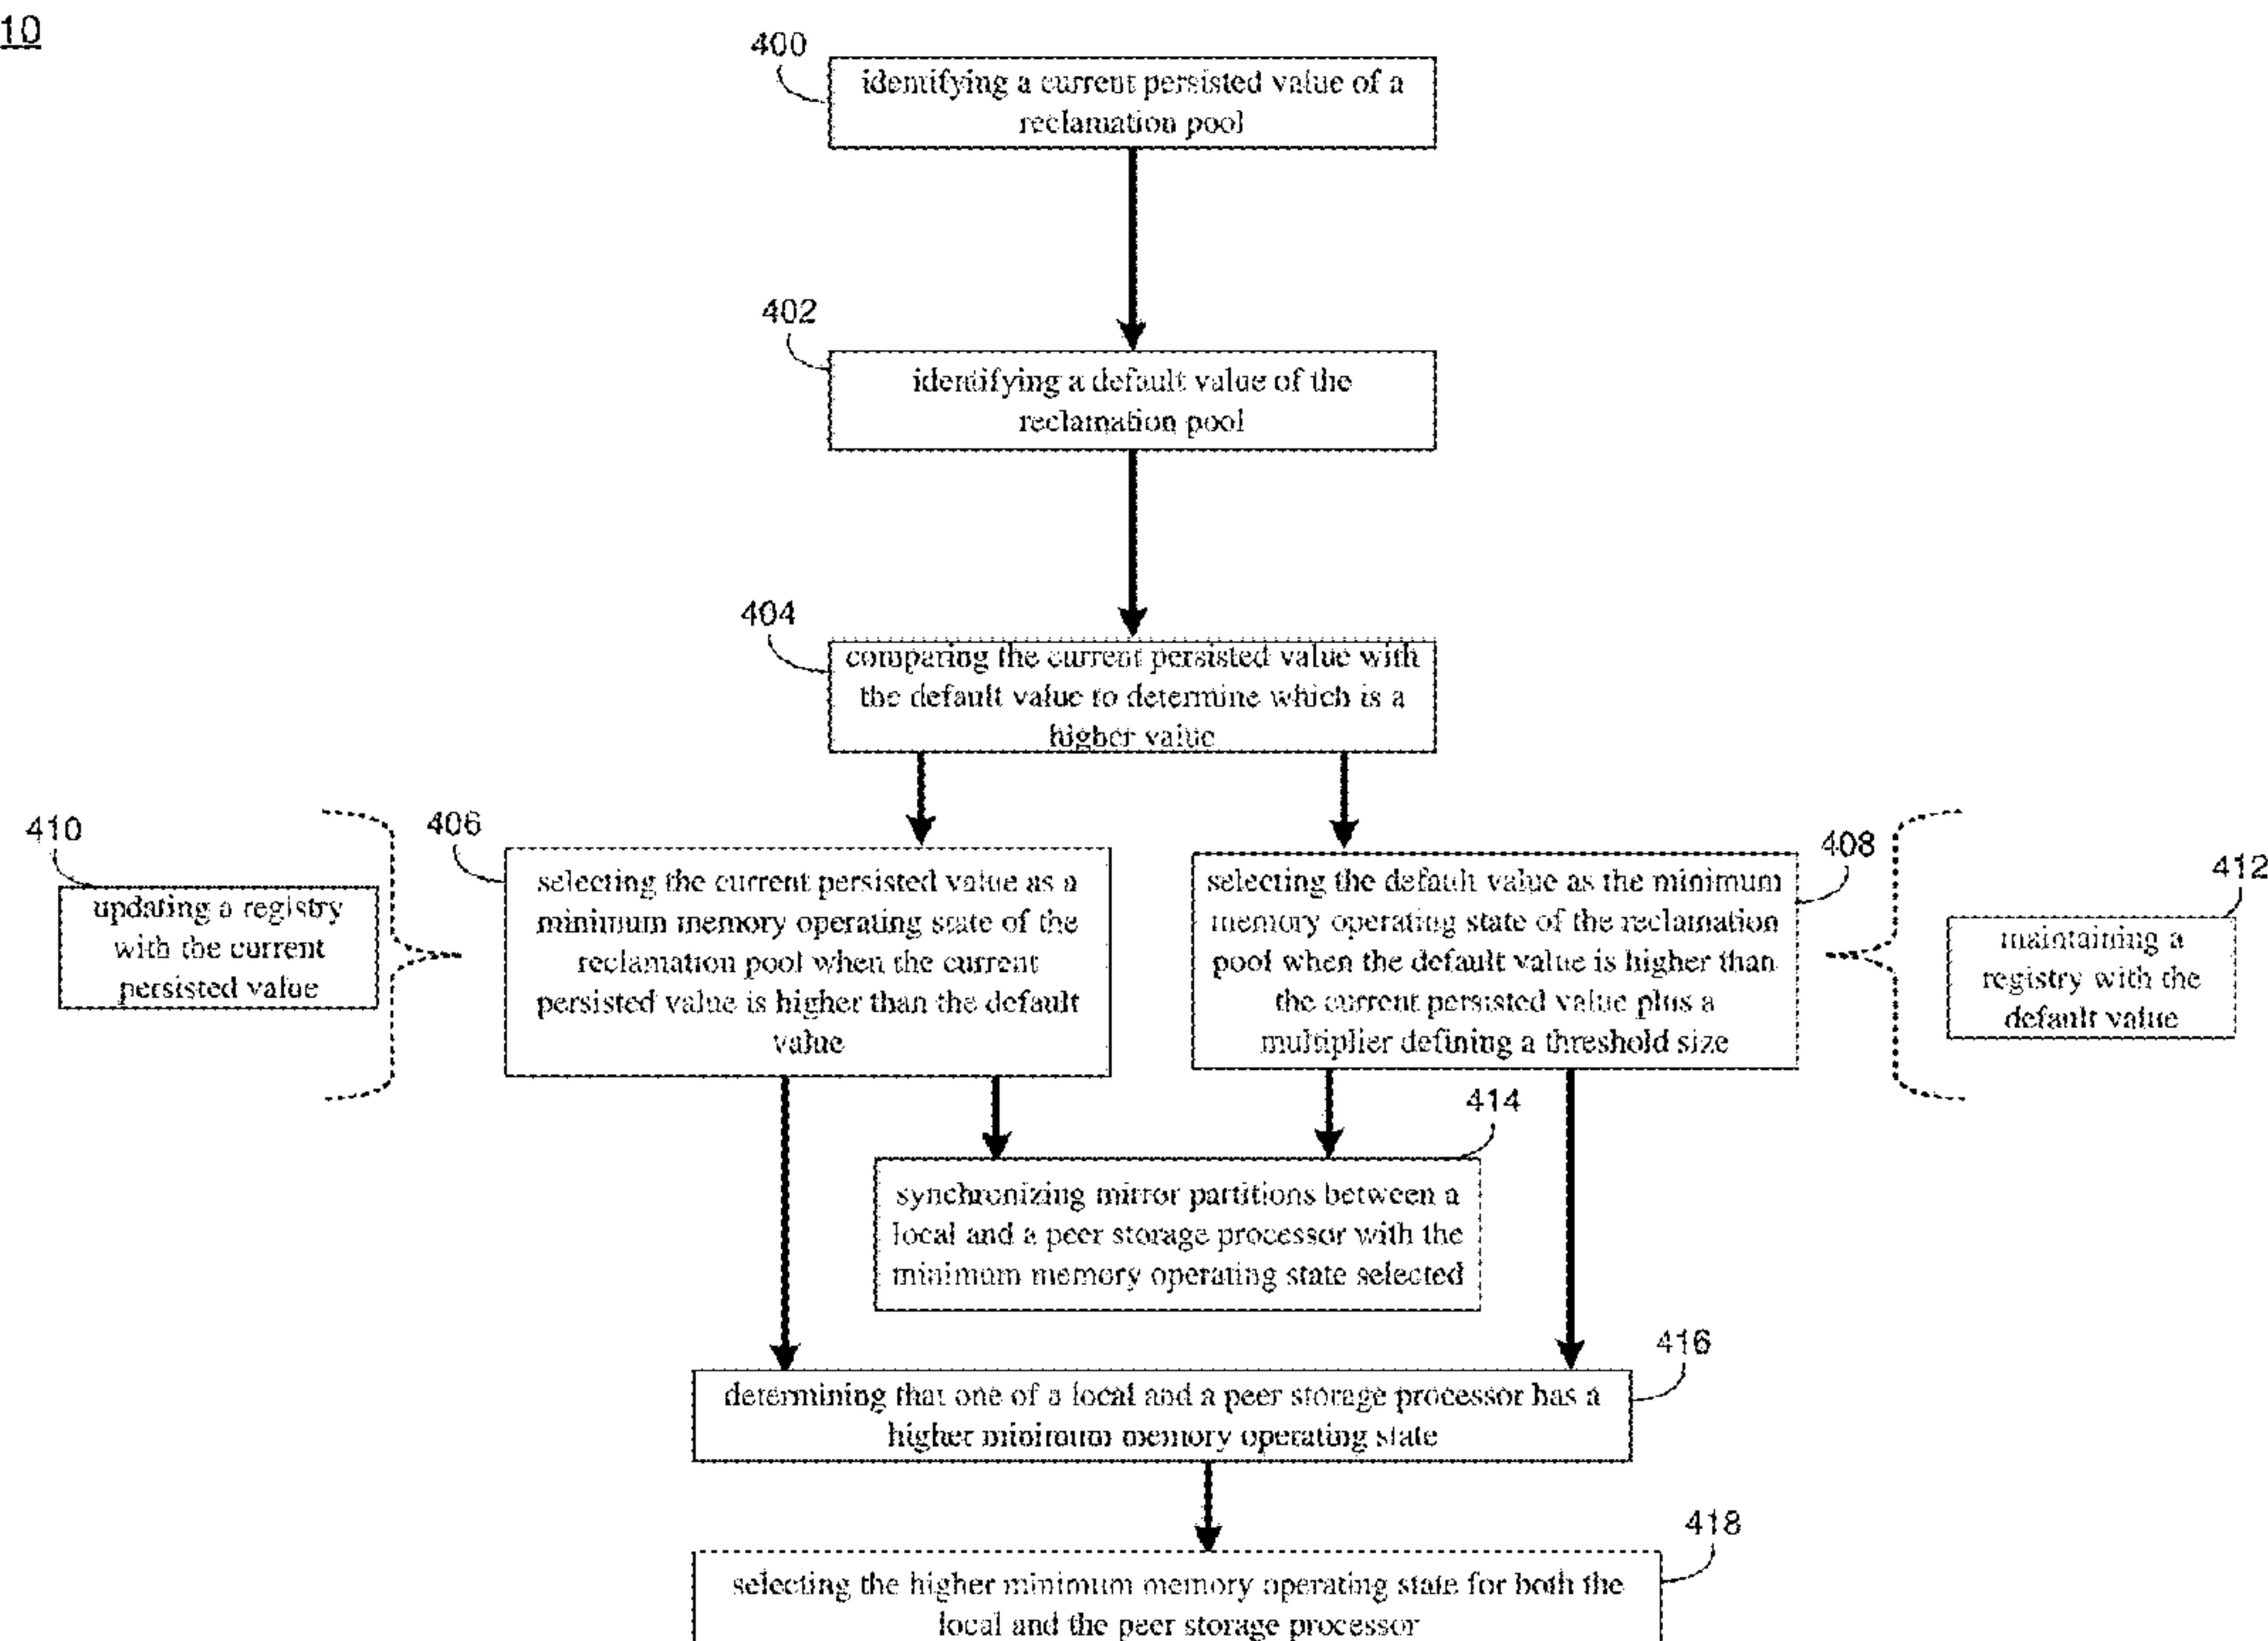 10
400
identifying a current persisted value of a
reclamation pool
402
identifying a default value of the
reclamation pool
404
comparing the current persisted value with
the default value to determine which is a
higher value
410
updating a registry
with the current
persisted value
406
selecting the current persisted value as a
minimum memory operating state of the
reclamation pool when the current
persisted value is higher than the default
value
408
selecting the default value as the minimum
memory operating state of the reclamation
pool when the default value is higher than
the current persisted value plus a
multiplier defining a threshold size
412
maintaining a
registry with the
default value
414
synchronizing mirror partitions between a
local and a peer storage processor with the
minimum memory operating state selected
416
determining that one of a local and a peer storage processor has a
higher minimum memory operating state
418
selecting the higher minimum memory operating state for both the
local and the peer storage processor